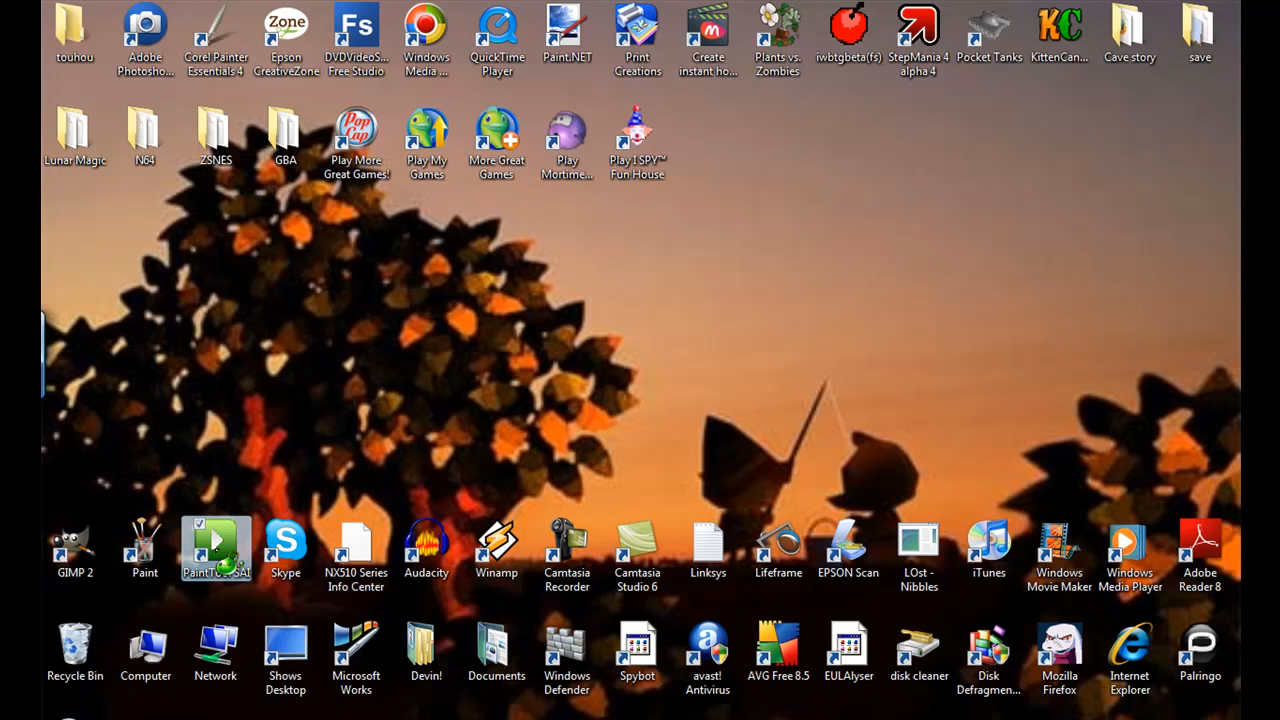 touhou
Adobe Photosho...
Corel Painter Essentials 4
Epson CreativeZone
DVDVideoS... Free Studio
Windows Media ...
QuickTime Player
Paint.NET
Print Creations
Create instant ho...
Plants vs. Zombies
iwbtgbeta(fs)
StepMania 4 alpha 4
Pocket Tanks
KittenCan...
Cave story
save
Zone
Fs
m
KC
Lunar Magic
N64
ZSNES
GBA
Play More Great Games!
Play My Games
More Great Games
Play Mortime...
Play I SPY™ Fun House
Pop Cap
GIMP 2
Paint
Skype
NX510 Series Info Center
Audacity
Winamp
Camtasia Recorder
Camtasia Studio 6
Linksys
Lifeframe
EPSON Scan
LOst - Nibbles
iTunes
Windows Movie Maker
Windows Media Player
Adobe Reader 8
Recycle Bin
Computer
Network
Shows Desktop
Microsoft Works
Devin!
Documents
Windows Defender
Spybot
avast! Antivirus
AVG Free 8.5
EULAlyser
disk cleaner
Disk Defragmen...
Mozilla Firefox
Internet Explorer
Palringo